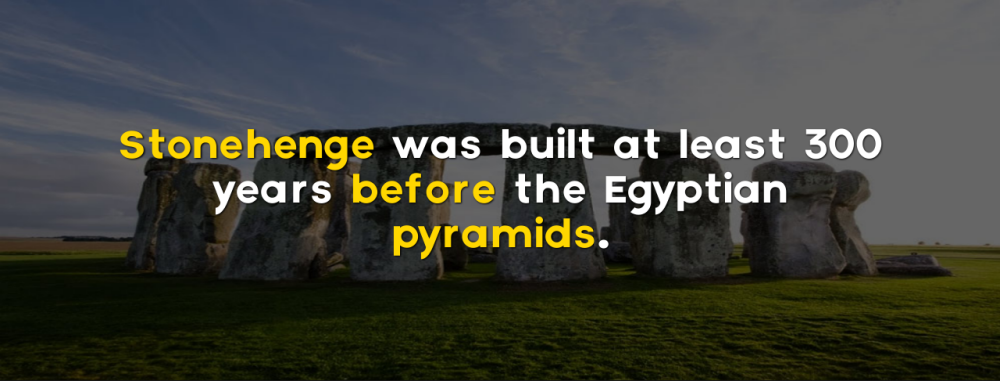 Stonehenge was built at least 300
years before the Egyptian
pyramids.